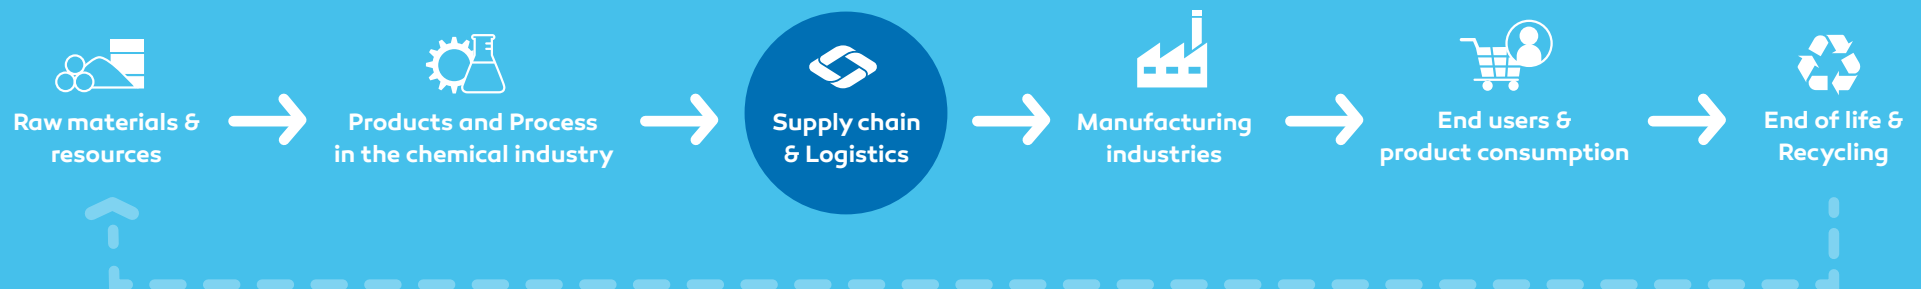 Raw materials &
resources
Products and Process
in the chemical industry
Supply chain
& Logistics
Manufacturing
industries
End users &
product consumption
End of life &
Recycling